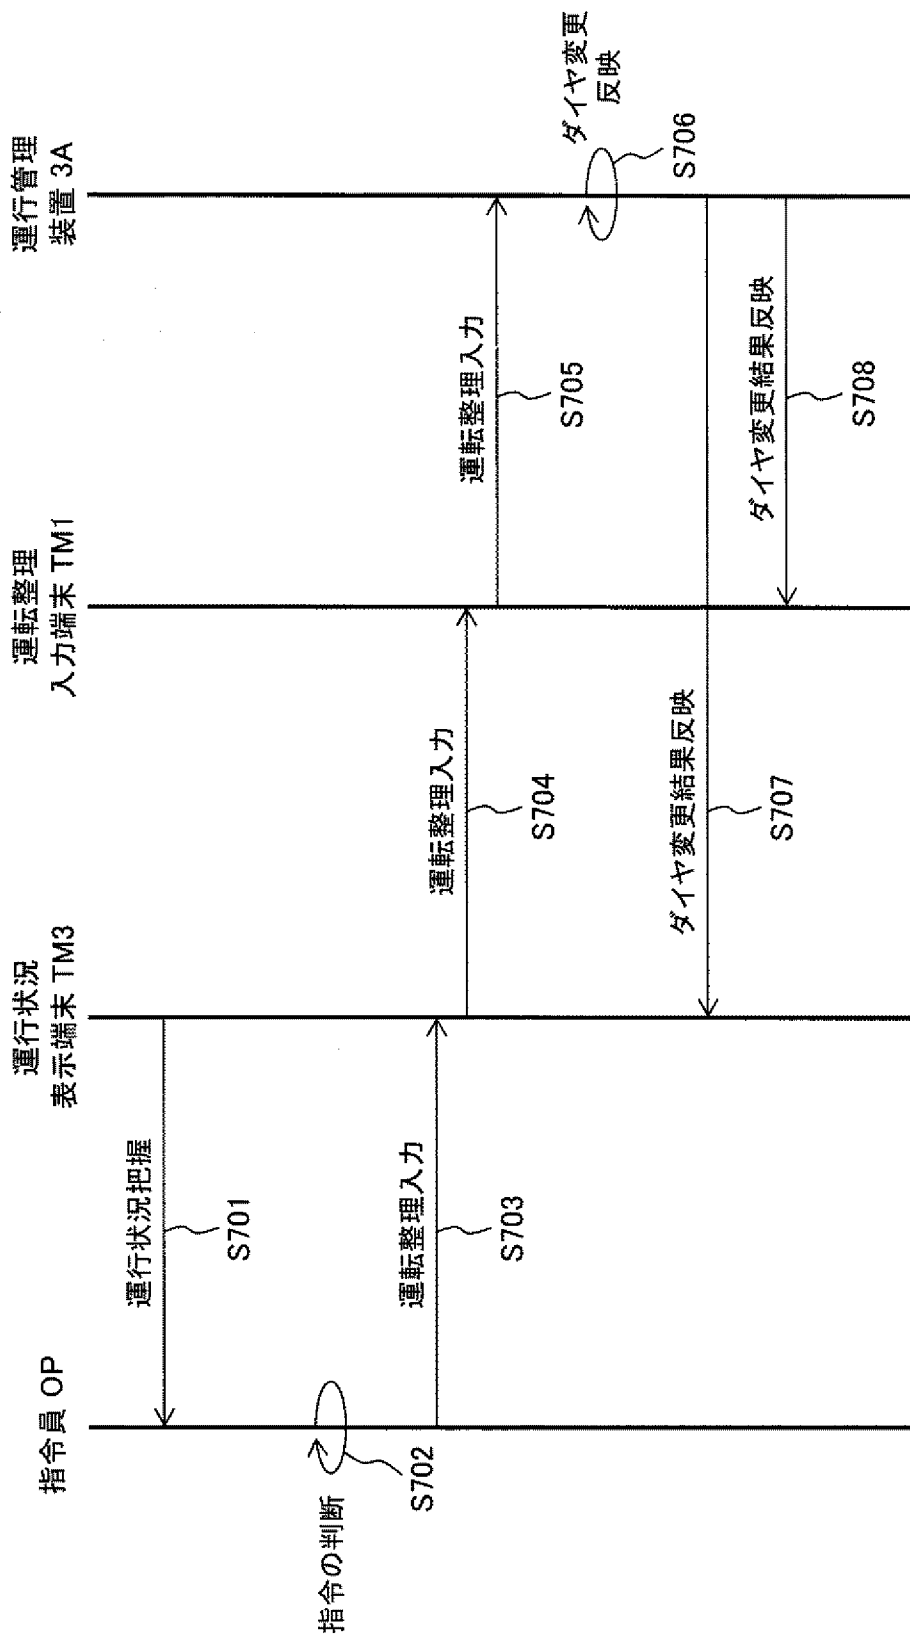 指令員 OP
運行状況
表示端末 TM3
運転整理
入力端末 TM1
運行管理
装置 3A
運行状況把握
S701
指令の判断
S702
運転整理入力
S703
運転整理入力
S704
運転整理入力
S705
ダイヤ変更
反映
S706
ダイヤ変更結果反映
S707
ダイヤ変更結果反映
S708